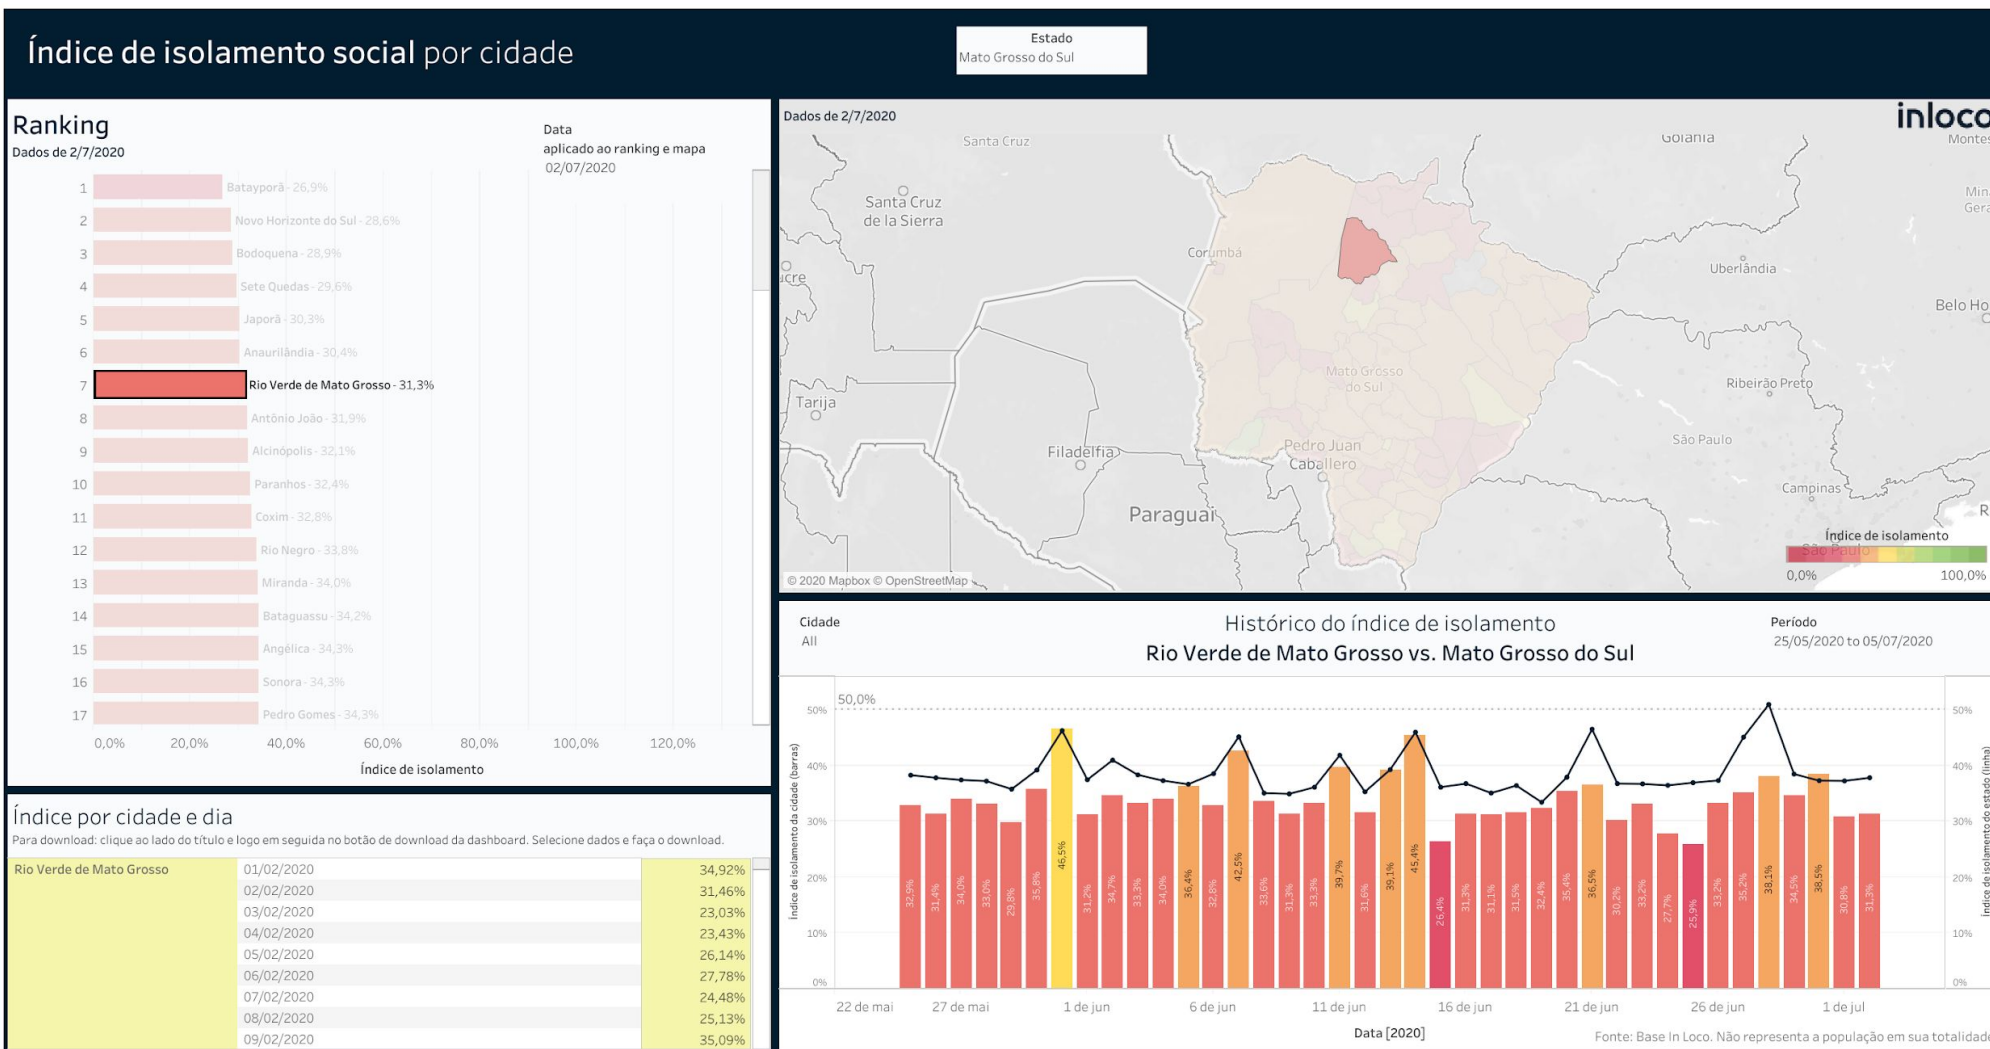 Índice de isolamento social por cidade
Estado
Mato Grosso do Sul
Ranking
Dados de 2/7/2020
Data
aplicado ao ranking e mapa
02/07/2020
1 Batayporã - 26,9%
2 Novo Horizonte do Sul - 28,6%
3 Bodoquena - 28,9%
4 Sete Quedas - 29,6%
5 Japorã - 30,3%
6 Anaurilândia - 30,4%
7 Rio Verde de Mato Grosso - 31,3%
8 Antônio João - 31,9%
9 Alcinópolis - 32,1%
10 Paranhos - 32,4%
11 Coxim - 32,8%
12 Rio Negro - 33,8%
13 Miranda - 34,0%
14 Bataguassu - 34,2%
15 Angélica - 34,3%
16 Sonora - 34,3%
17 Pedro Gomes - 34,3%
0,0% 20,0% 40,0% 60,0% 80,0% 100,0% 120,0%
Índice de isolamento
Índice por cidade e dia
Para download: clique ao lado do título e logo em seguida no botão de download da dashboard. Selecione dados e faça o download.
Rio Verde de Mato Grosso 01/02/2020 34,92%
02/02/2020 31,46%
03/02/2020 23,03%
04/02/2020 23,43%
05/02/2020 26,14%
06/02/2020 27,78%
07/02/2020 24,48%
08/02/2020 25,13%
09/02/2020 35,09%
Dados de 2/7/2020
inloco
Santa Cruz
Goiânia
Montes
Santa Cruz
de la Sierra
Min
Gera
Corumbá
Uberlândia
ucre
Belo Ho
Mato Grosso
do Sul
Ribeirão Preto
Tarija
São Paulo
Filadélfia
Pedro Juan
Caballero
Campinas
Paraguai
R
Índice de isolamento
São Paulo
0,0% 100,0%
© 2020 Mapbox © OpenStreetMap
Cidade
All
Histórico do índice de isolamento
Rio Verde de Mato Grosso vs. Mato Grosso do Sul
Período
25/05/2020 to 05/07/2020
50,0%
Índice de isolamento da cidade (barras)
50%
40%
30%
20%
10%
0%
32,9% 31,4% 34,0% 33,0% 29,8% 35,8% 46,5% 31,2% 34,7% 33,3% 34,0% 36,4% 32,8% 42,5% 33,6% 31,3% 33,3% 39,7% 31,6% 39,1% 45,4% 26,4% 31,3% 31,1% 31,5% 32,4% 35,4% 36,5% 30,2% 33,2% 27,7% 25,9% 33,2% 35,2% 38,1% 34,5% 38,5% 30,8% 31,3%
50%
40%
30%
20%
10%
0%
Índice de isolamento do estado (linha)
22 de mai 27 de mai 1 de jun 6 de jun 11 de jun 16 de jun 21 de jun 26 de jun 1 de jul
Data [2020]
Fonte: Base In Loco. Não representa a população em sua totalidade